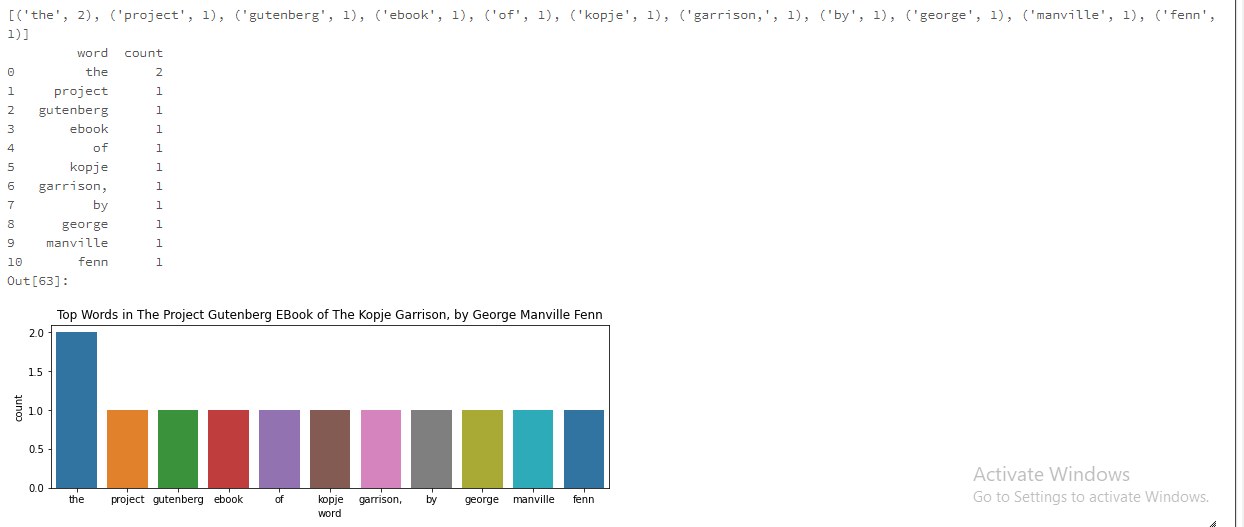 [('the', 2), ('project', 1), ('gutenberg', 1), ('ebook', 1), ('of', 1), ('kopje', 1), ('garrison,', 1), ('by', 1), ('george', 1), ('manville', 1), ('fenn',
1)]
word count
0 the 2
1 project 1
2 gutenberg 1
3 ebook 1
4 of 1
5 kopje 1
6 garrison, 1
7 by 1
8 george 1
9 manville 1
10 fenn 1
Out[63]:
Top Words in The Project Gutenberg EBook of The Kopje Garrison, by George Manville Fenn
2.0
1.5
1.0
0.5
0.0
count
the project gutenberg ebook of kopje garrison, by george manville fenn
word
Activate Windows
Go to Settings to activate Windows.